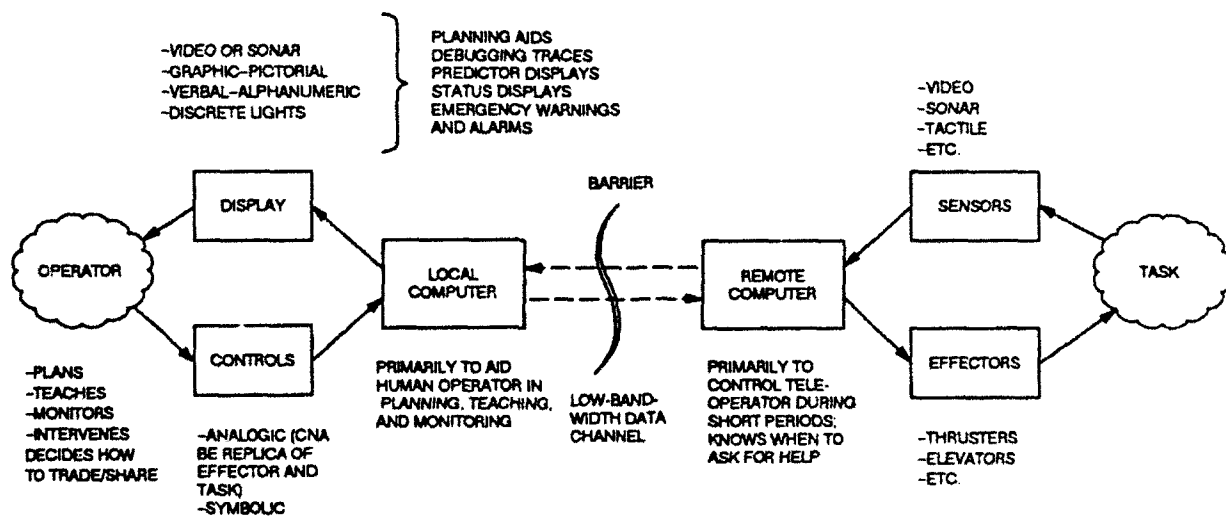 -VIDEO OR SONAR
-GRAPHIC-PICTORIAL
-VERBAL-ALPHANUMERIC
-DISCRETE LIGHTS
PLANNING AIDS
DEBUGGING TRACES
PREDICTOR DISPLAYS
STATUS DISPLAYS
EMERGENCY WARNINGS
AND ALARMS
-VIDEO
-SONAR
-TACTILE
-ETC.
BARRIER
DISPLAY
SENSORS
OPERATOR
LOCAL
COMPUTER
REMOTE
COMPUTER
TASK
CONTROLS
EFFECTORS
-PLANS
-TEACHES
-MONITORS
-INTERVENES
DECIDES HOW
TO TRADE/SHARE
-ANALOGIC (CNA
BE REPLICA OF
EFFECTOR AND
TASK)
-SYMBOLIC
PRIMARILY TO AID
HUMAN OPERATOR IN
PLANNING, TEACHING,
AND MONITORING
LOW-BAND-
WIDTH DATA
CHANNEL
PRIMARILY TO
CONTROL TELE-
OPERATOR DURING
SHORT PERIODS;
KNOWS WHEN TO
ASK FOR HELP
-THRUSTERS
-ELEVATORS
-ETC.